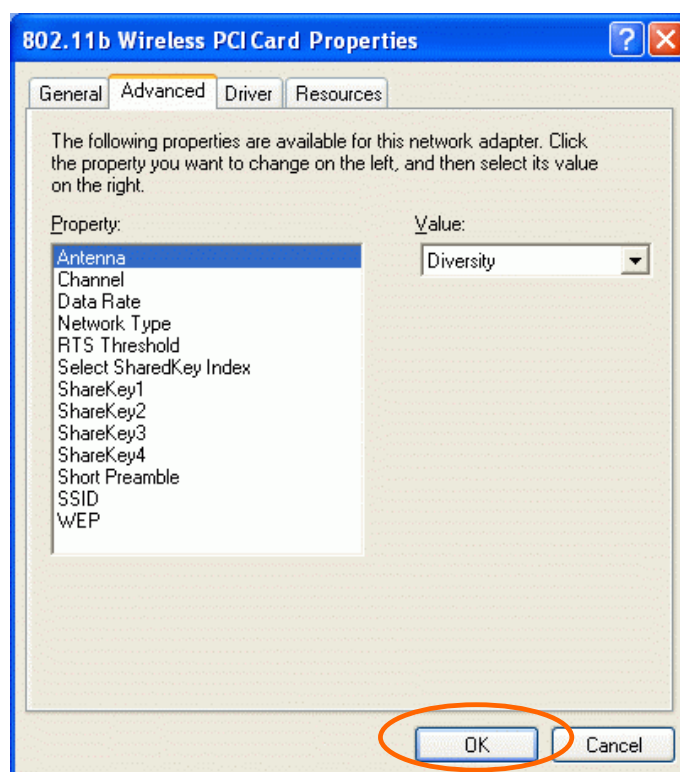 802.11b Wireless PCI Card Properties
General Advanced Driver Resources
The following properties are available for this network adapter. Click
the property you want to change on the left, and then select its value
on the right.
Property:
Value:
Antenna
Channel
Data Rate
Network Type
RTS Threshold
Select SharedKey Index
ShareKey1
ShareKey2
ShareKey3
ShareKey4
Short Preamble
SSID
WEP
Diversity
OK
Cancel